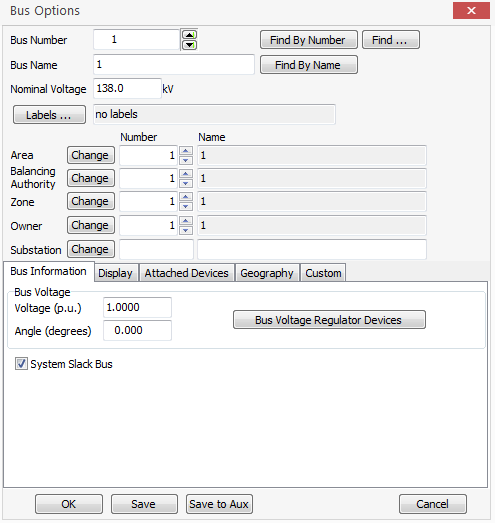 Bus Options
Bus Number 1 Find By Number Find ...
Bus Name 1 Find By Name
Nominal Voltage 138.0 kV
Labels ... no labels
Number Name
Area Change 1 1
Balancing Authority Change 1 1
Zone Change 1 1
Owner Change 1 1
Substation Change
Bus Information Display Attached Devices Geography Custom
Bus Voltage
Voltage (p.u.) 1.0000
Bus Voltage Regulator Devices
Angle (degrees) 0.000
System Slack Bus
OK Save Save to Aux Cancel